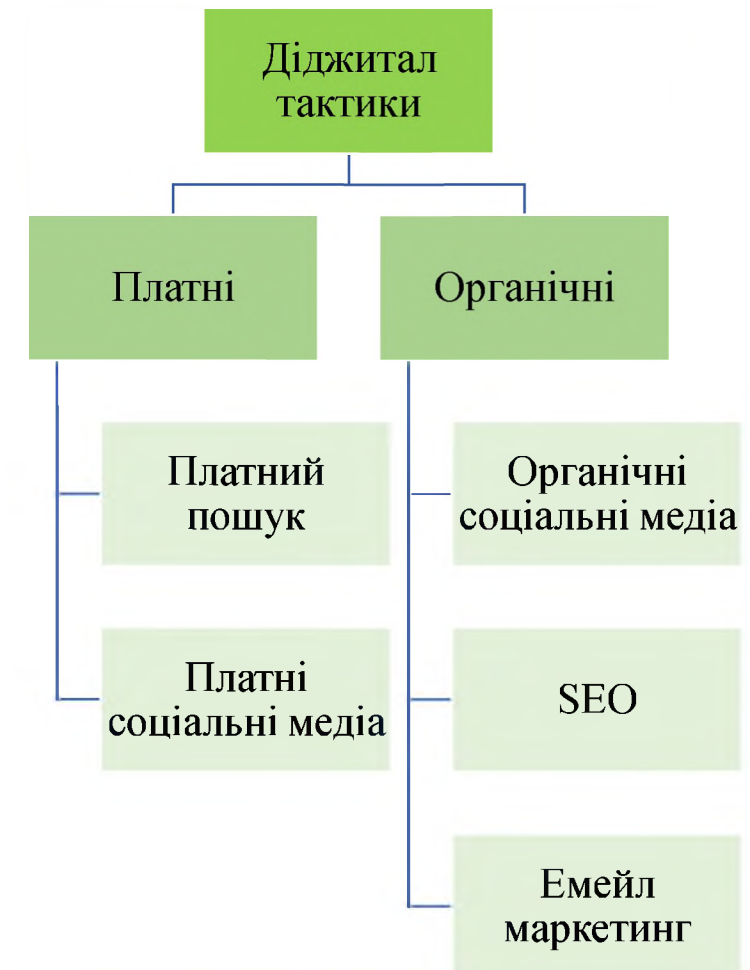 Діджитал
тактики
Платні
Органічні
Платний
пошук
Органічні
соціальні медіа
Платні
соціальні медіа
SEO
Емейл
маркетинг